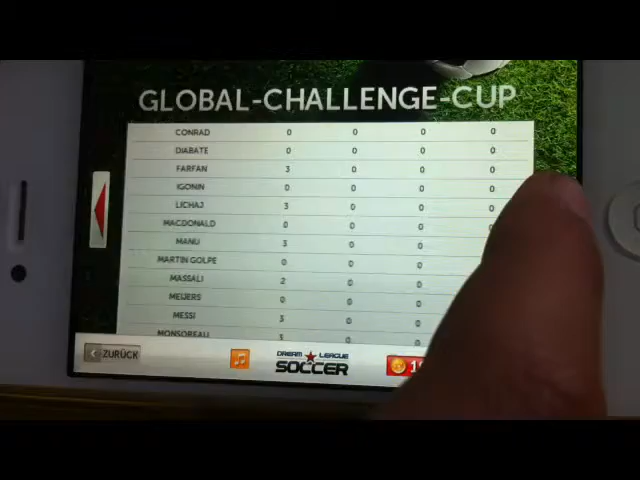 GLOBAL-CHALLENGE-CUP
CONRAD 0 0 0 0
DIABATE 0 0 0 0
FARFAN 3 0 0 0
IGONIN 0 0 0 0
LICHAJ 3 0 0 0
MACDONALD 0 0 0
MANU 3 0 0
MARTIN GOLPE 0 0 0
MASSALI 2 0 0
MEIJERS 0 0 0
MESSI 3 0 0
MONSOREAU 3 0 0
ZURÜCK
DREAM LEAGUE
SOCCER